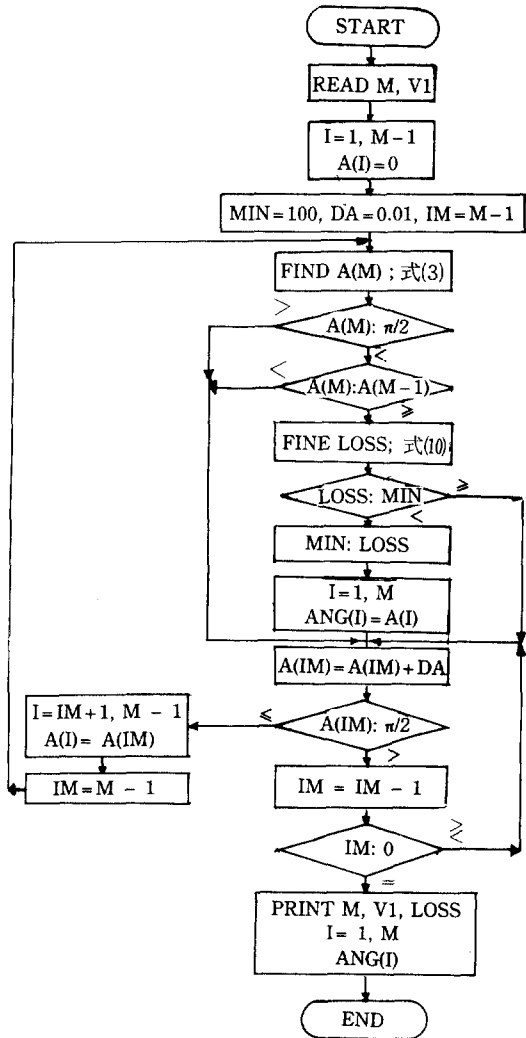 START
READ M, V1
I=1, M−1
A(I)=0
MIN=100, DA=0.01, IM=M−1
FIND A(M) ; 式(3)
>
A(M): π/2
<
<
A(M):A(M−1)
≥
FINE LOSS; 式(10)
LOSS: MIN
≥
<
MIN: LOSS
I=1, M
ANG(I)=A(I)
A(IM)=A(IM)+DA
I=IM+1, M − 1
A(I)= A(IM)
≤
A(IM): π/2
>
IM=M − 1
IM = IM −1
IM: 0
>
<
=
PRINT M, V1, LOSS
I= 1, M
ANG(I)
END